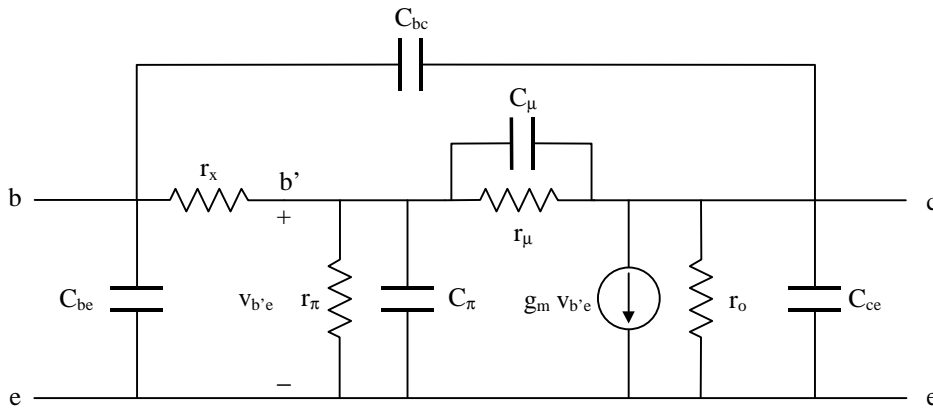 C_bc
C_μ
r_x
b'
b
c
+
r_μ
C_be
v_b'e
r_π
C_π
g_m v_b'e
r_o
C_ce
−
e
e